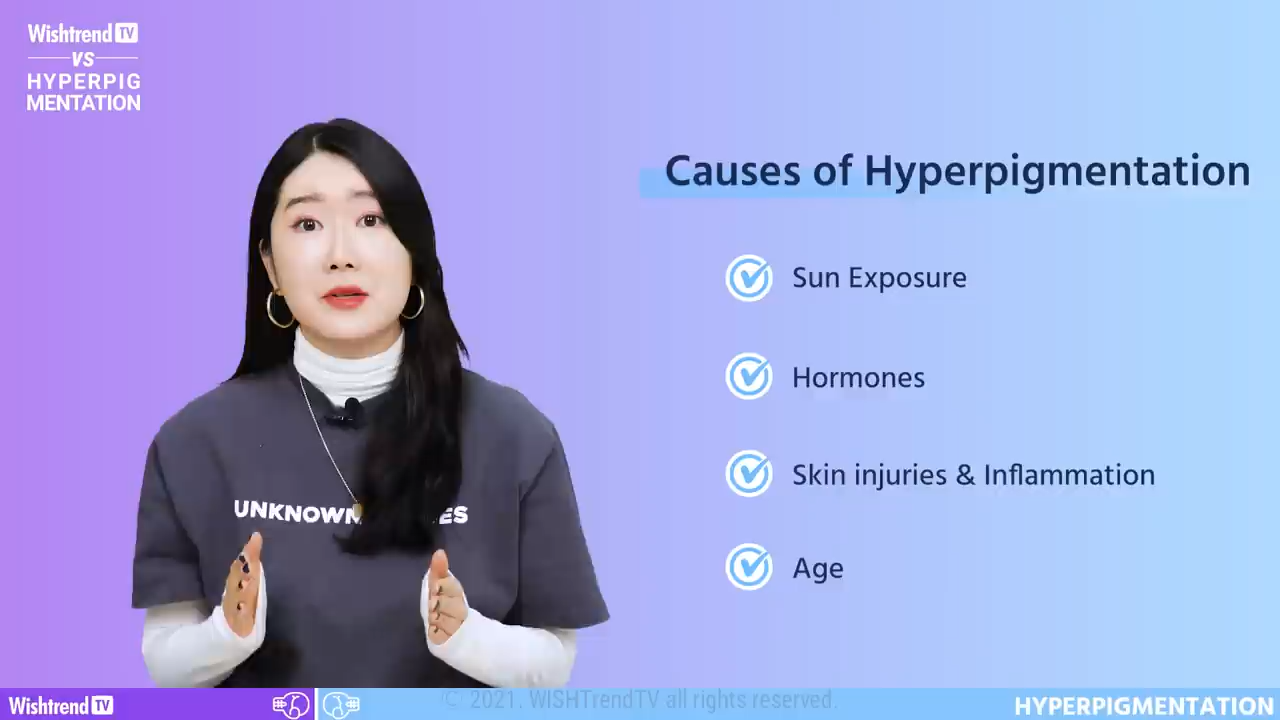 Wishtrend TV
VS
HYPERPIG
MENTATION
Causes of Hyperpigmentation
Sun Exposure
Hormones
Skin injuries & Inflammation
Age
UNKNOWN
Wishtrend TV
© 2021. WISHTrendTV all rights reserved.
HYPERPIGMENTATION